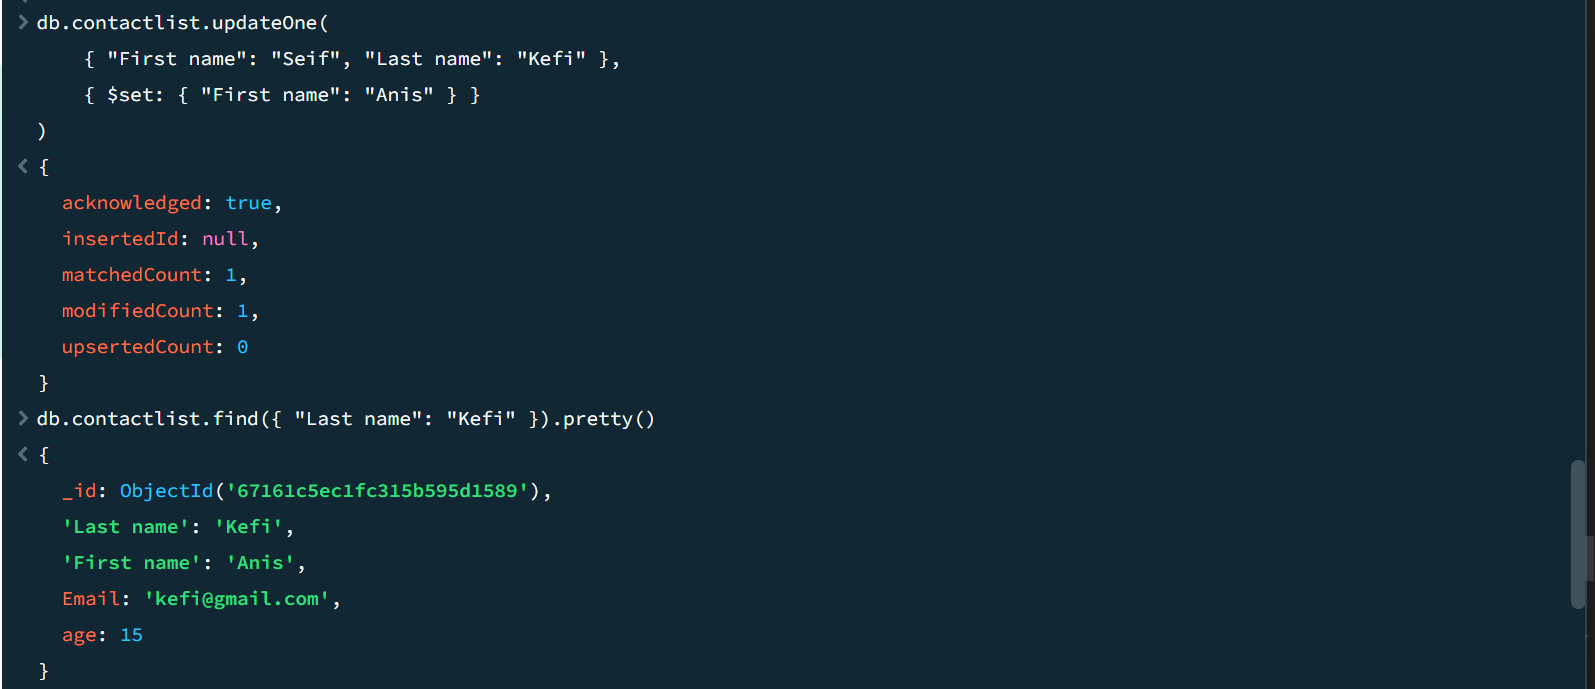 > db.contactlist.updateOne(
{ "First name": "Seif", "Last name": "Kefi" },
{ $set: { "First name": "Anis" } }
)
< {
acknowledged: true,
insertedId: null,
matchedCount: 1,
modifiedCount: 1,
upsertedCount: 0
}
> db.contactlist.find({ "Last name": "Kefi" }).pretty()
< {
_id: ObjectId('67161c5ec1fc315b595d1589'),
'Last name': 'Kefi',
'First name': 'Anis',
Email: 'kefi@gmail.com',
age: 15
}